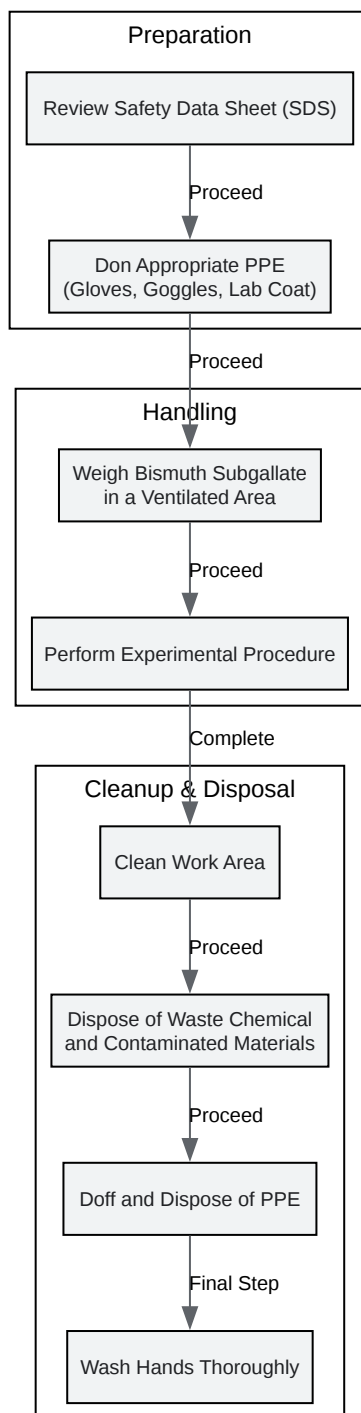 Preparation
Review Safety Data Sheet (SDS)
Proceed
Don Appropriate PPE
(Gloves, Goggles, Lab Coat)
Proceed
Handling
Weigh Bismuth Subgallate
in a Ventilated Area
Proceed
Perform Experimental Procedure
Complete
Cleanup & Disposal
Clean Work Area
Proceed
Dispose of Waste Chemical
and Contaminated Materials
Proceed
Doff and Dispose of PPE
Final Step
Wash Hands Thoroughly